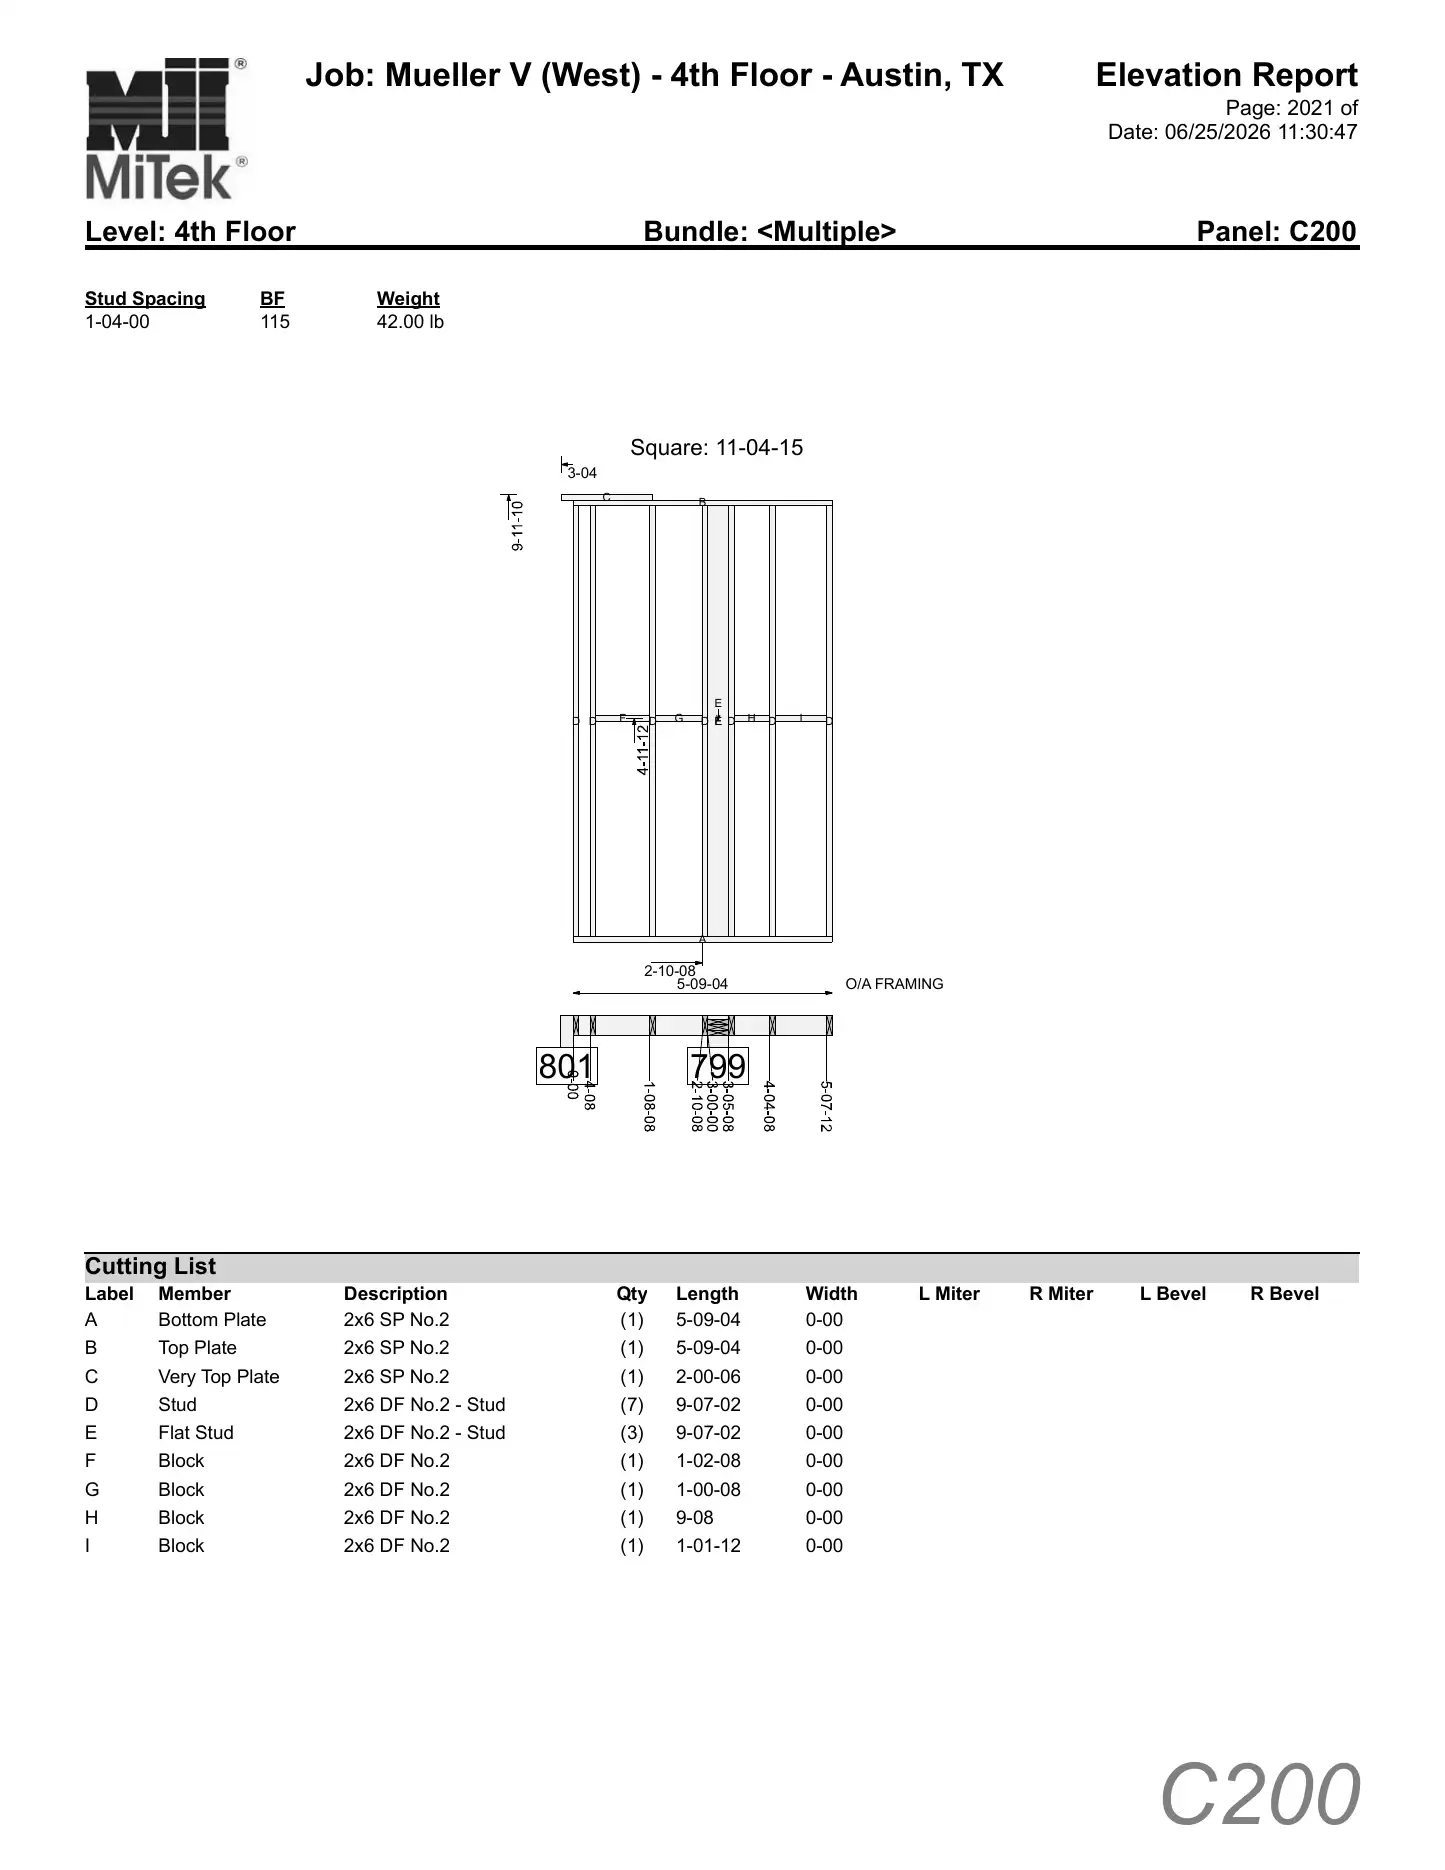 MiTek®
Job: Mueller V (West) - 4th Floor - Austin, TX
Elevation Report
Page: 2021 of
Date: 06/25/2026 11:30:47
Level: 4th Floor Bundle: <Multiple> Panel: C200
Stud Spacing BF Weight
1-04-00 115 42.00 lb
Square: 11-04-15
3-04
C
B
9-11-10
E
F G E H I
4-11-12
A
2-10-08
5-09-04 O/A FRAMING
801 799
0-00 4-08 1-08-08 2-10-08 3-00-00 3-05-08 4-04-08 5-07-12
Cutting List
Label Member Description Qty Length Width L Miter R Miter L Bevel R Bevel
A Bottom Plate 2x6 SP No.2 (1) 5-09-04 0-00
B Top Plate 2x6 SP No.2 (1) 5-09-04 0-00
C Very Top Plate 2x6 SP No.2 (1) 2-00-06 0-00
D Stud 2x6 DF No.2 - Stud (7) 9-07-02 0-00
E Flat Stud 2x6 DF No.2 - Stud (3) 9-07-02 0-00
F Block 2x6 DF No.2 (1) 1-02-08 0-00
G Block 2x6 DF No.2 (1) 1-00-08 0-00
H Block 2x6 DF No.2 (1) 9-08 0-00
I Block 2x6 DF No.2 (1) 1-01-12 0-00
C200